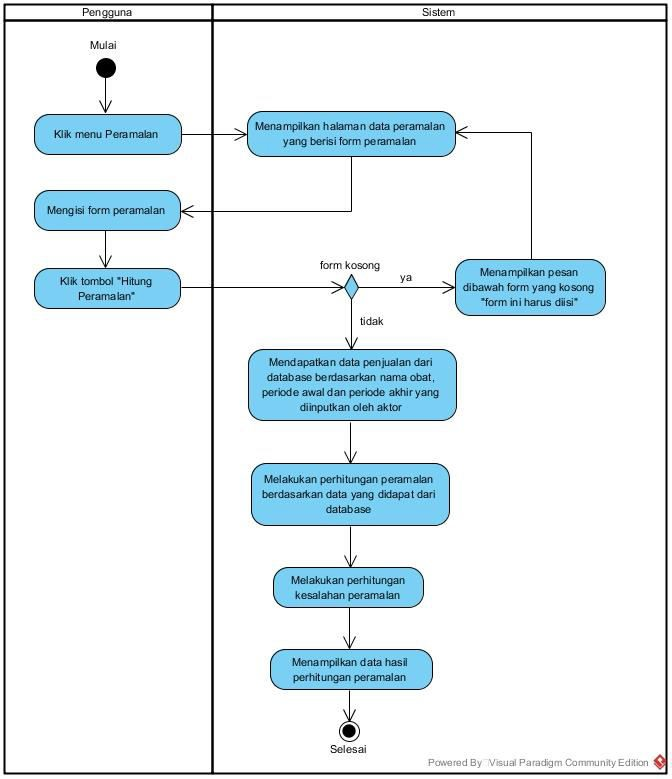 Pengguna
Sistem
Mulai
Klik menu Peramalan
Menampilkan halaman data peramalan
yang berisi form peramalan
Mengisi form peramalan
Klik tombol "Hitung
Peramalan"
form kosong
ya
Menampilkan pesan
dibawah form yang kosong
"form ini harus diisi"
tidak
Mendapatkan data penjualan dari
database berdasarkan nama obat,
periode awal dan periode akhir yang
diinputkan oleh aktor
Melakukan perhitungan peramalan
berdasarkan data yang didapat dari
database
Melakukan perhitungan
kesalahan peramalan
Menampilkan data hasil
perhitungan peramalan
Selesai
Powered By Visual Paradigm Community Edition